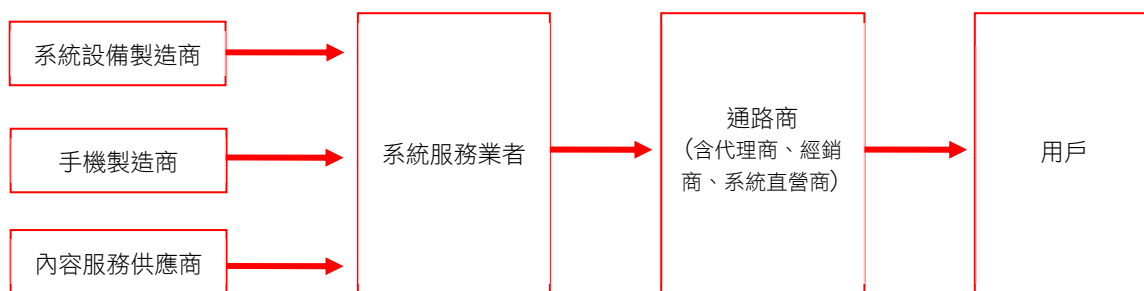 系統設備製造商
手機製造商
內容服務供應商
系統服務業者
通路商
(含代理商、經銷
商、系統直營商)
用戶